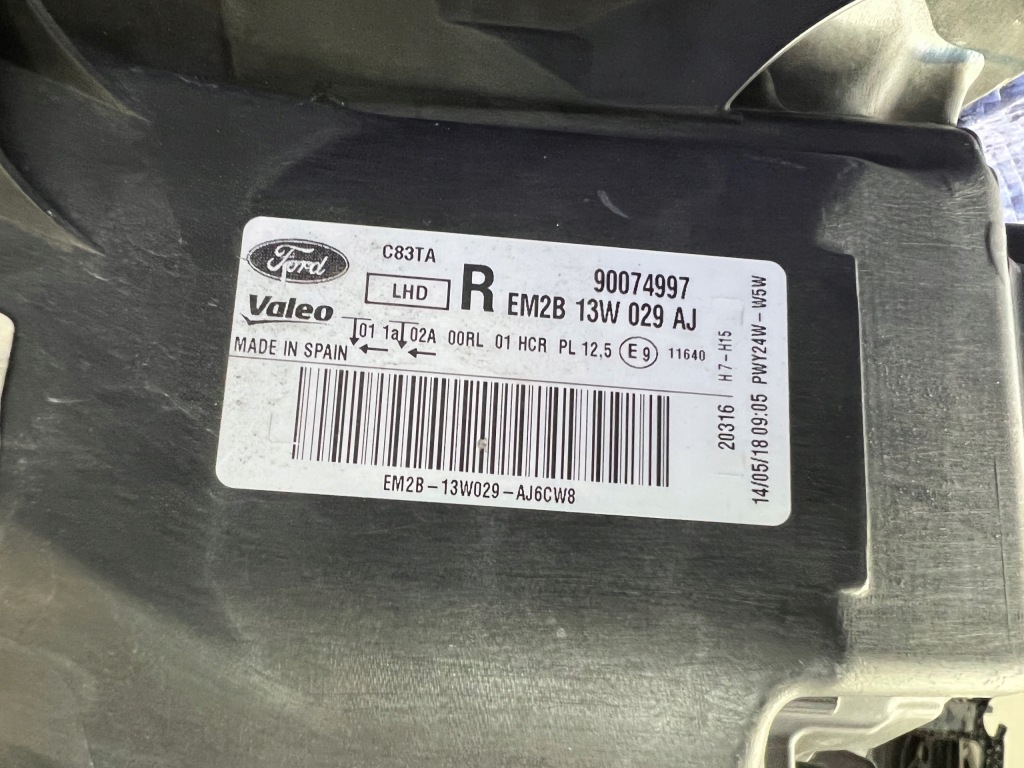 Ford
C83TA
LHD
R
90074997
EM2B 13W 029 AJ
Valeo
01 1a 02A 00RL 01 HCR PL 12,5 E9 11640
MADE IN SPAIN
EM2B-13W029-AJ6CW8
20316 H7-H15
14/05/18 09:05 PWY24W-W5W